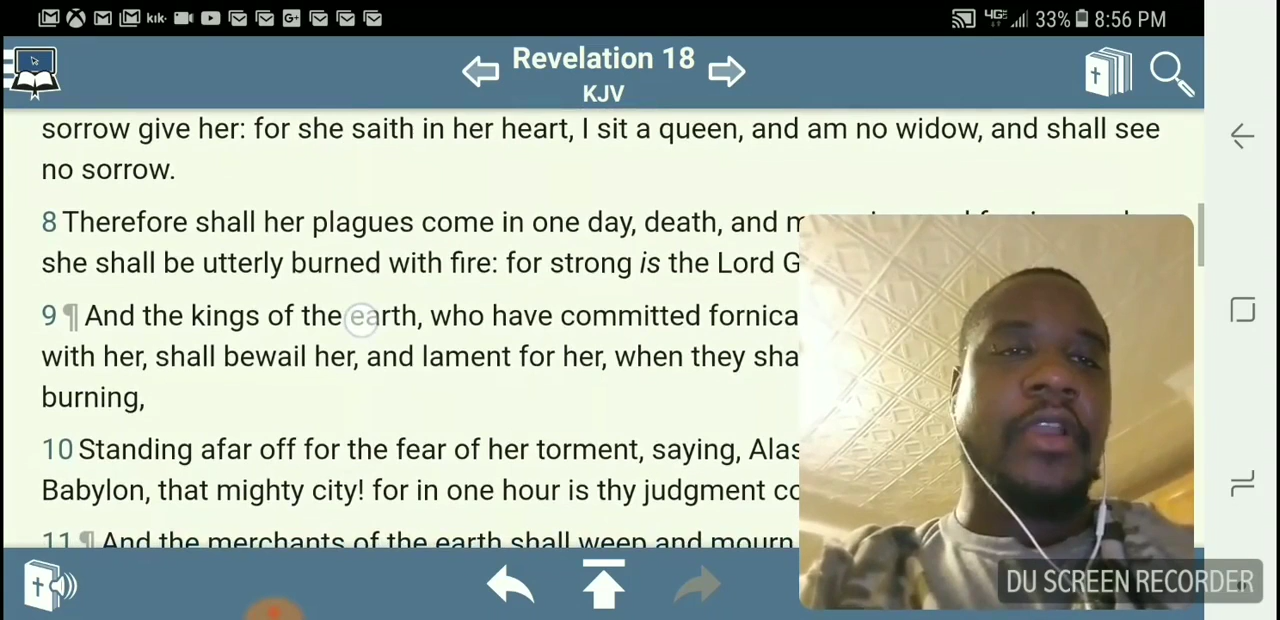 kik. G+ 4GE 33% 8:56 PM
Revelation 18
KJV
sorrow give her: for she saith in her heart, I sit a queen, and am no widow, and shall see
no sorrow.
8 Therefore shall her plagues come in one day, death, and
she shall be utterly burned with fire: for strong is the Lord G
9 ¶ And the kings of the earth, who have committed fornica
with her, shall bewail her, and lament for her, when they sha
burning,
10 Standing afar off for the fear of her torment, saying, Alas
Babylon, that mighty city! for in one hour is thy judgment co
11 ¶ And the merchants of the earth shall weep and mourn
DU SCREEN RECORDER